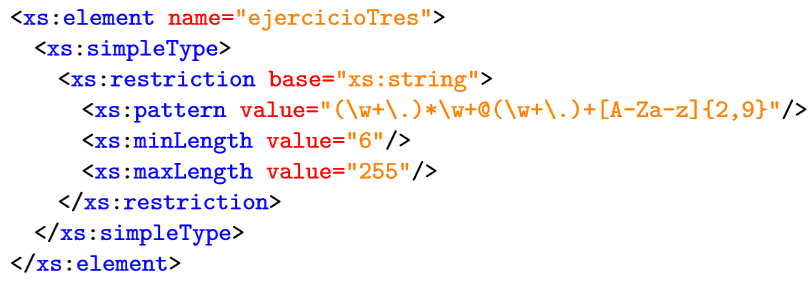 <xs:element name="ejercicioTres">
<xs:simpleType>
<xs:restriction base="xs:string">
<xs:pattern value="(\w+\.)*\w+@(\w+\.)+[A-Za-z]{2,9}"/>
<xs:minLength value="6"/>
<xs:maxLength value="255"/>
</xs:restriction>
</xs:simpleType>
</xs:element>